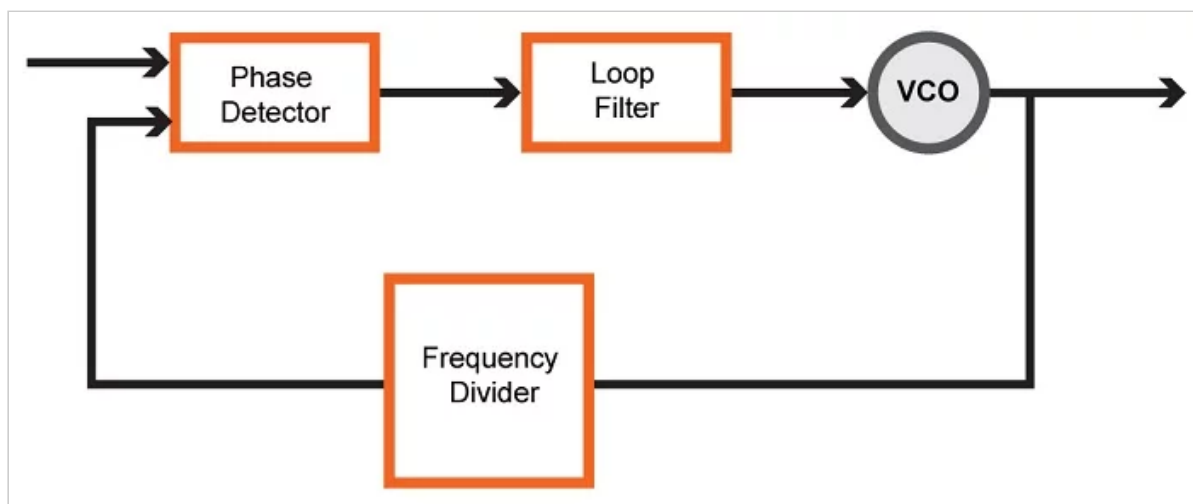 Phase
Detector
Loop
Filter
VCO
Frequency
Divider